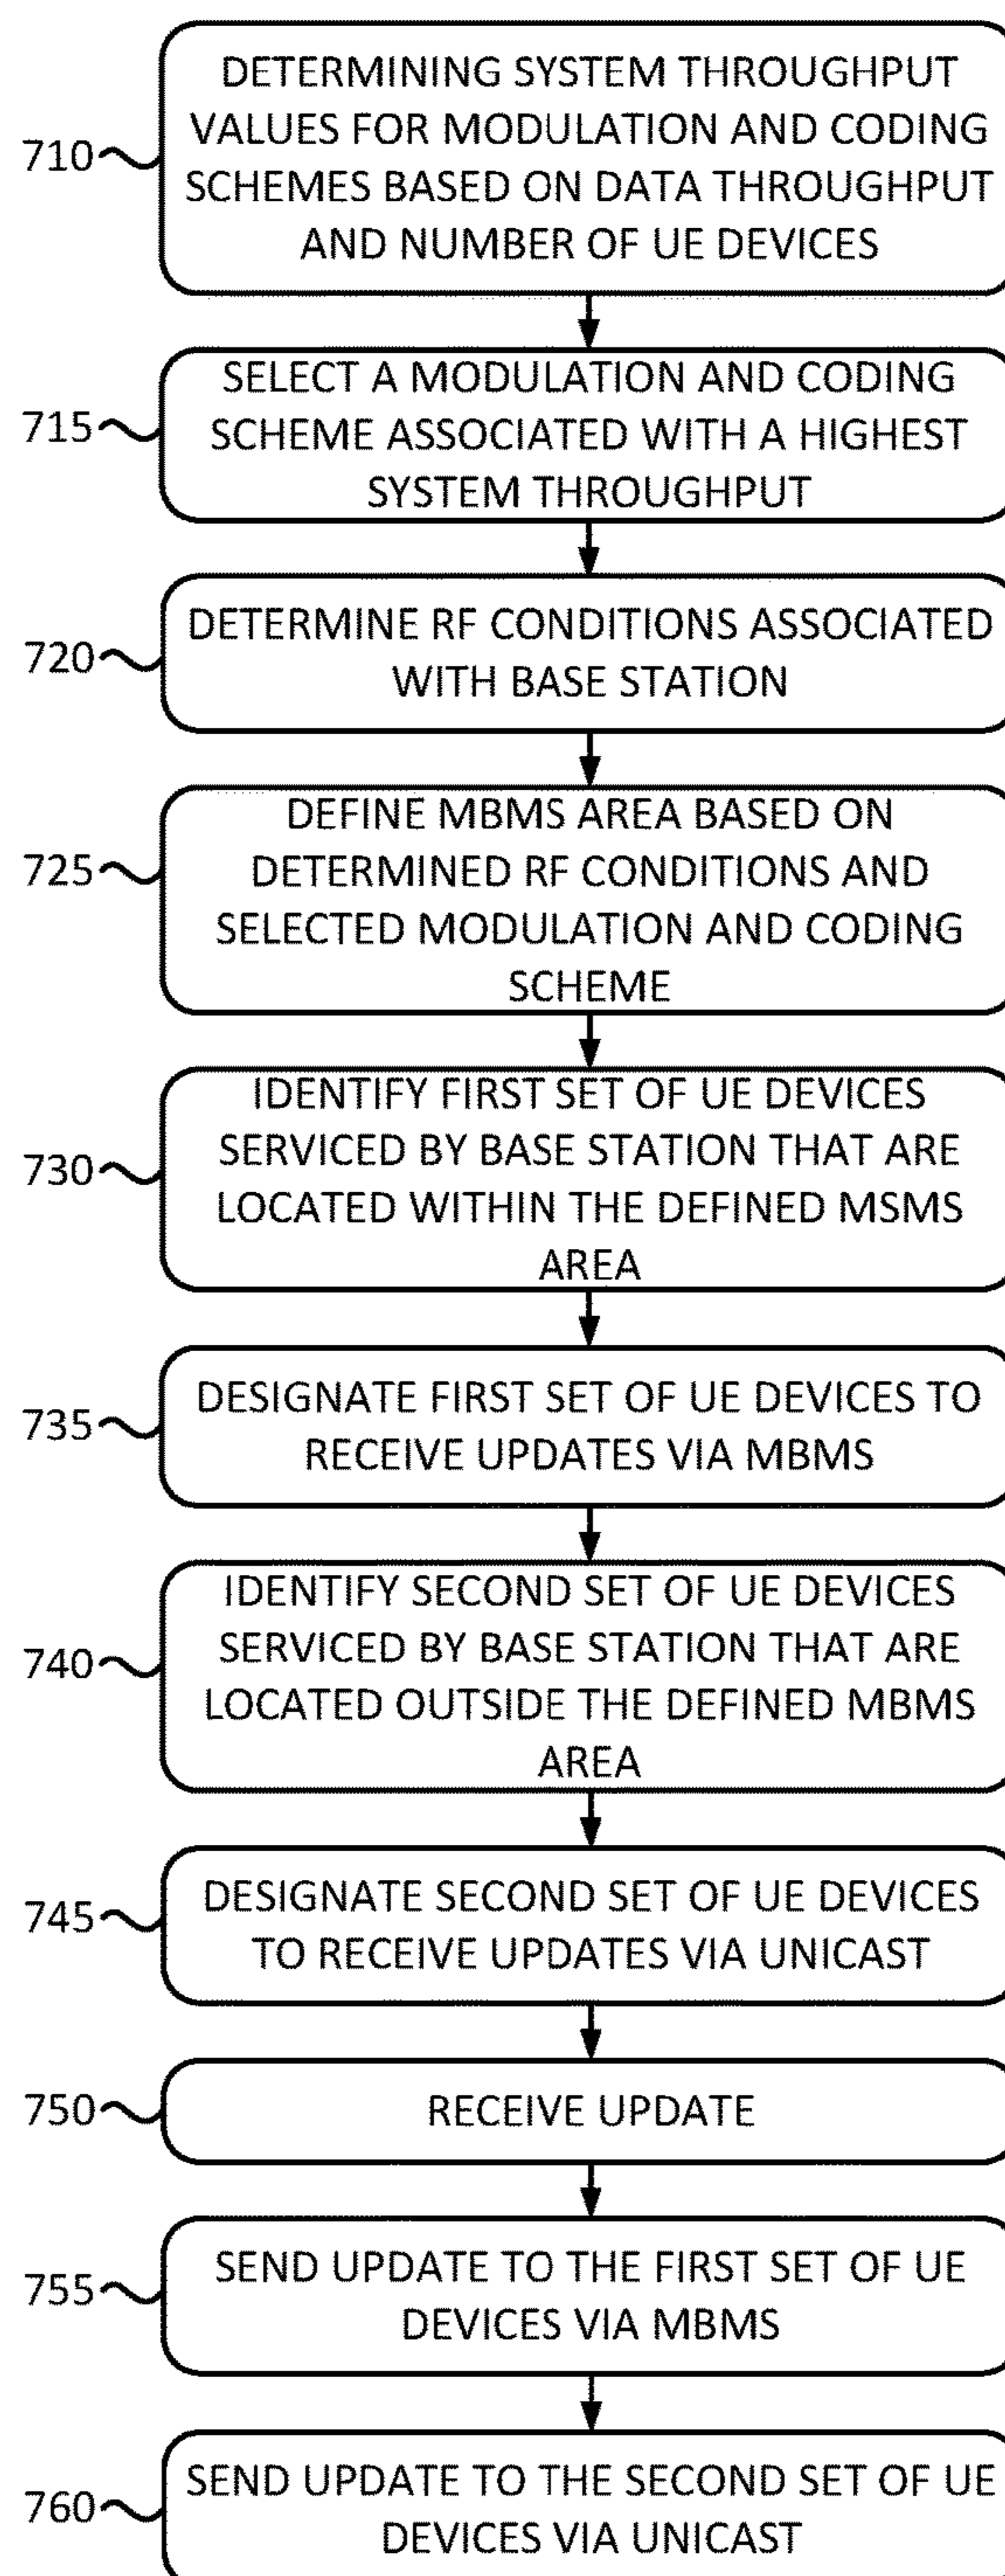 DETERMINING SYSTEM THROUGHPUT
VALUES FOR MODULATION AND CODING
710
SCHEMES BASED ON DATA THROUGHPUT
AND NUMBER OF UE DEVICES
SELECT A MODULATION AND CODING
715
SCHEME ASSOCIATED WITH A HIGHEST
SYSTEM THROUGHPUT
720
DETERMINE RF CONDITIONS ASSOCIATED
WITH BASE STATION
DEFINE MBMS AREA BASED ON
725
DETERMINED RF CONDITIONS AND
SELECTED MODULATION AND CODING
SCHEME
IDENTIFY FIRST SET OF UE DEVICES
SERVICED BY BASE STATION THAT ARE
730
LOCATED WITHIN THE DEFINED MSMS
AREA
735
DESIGNATE FIRST SET OF UE DEVICES TO
RECEIVE UPDATES VIA MBMS
IDENTIFY SECOND SET OF UE DEVICES
SERVICED BY BASE STATION THAT ARE
740
LOCATED OUTSIDE THE DEFINED MBMS
AREA
745
DESIGNATE SECOND SET OF UE DEVICES
TO RECEIVE UPDATES VIA UNICAST
750
RECEIVE UPDATE
755
SEND UPDATE TO THE FIRST SET OF UE
DEVICES VIA MBMS
760
SEND UPDATE TO THE SECOND SET OF UE
DEVICES VIA UNICAST